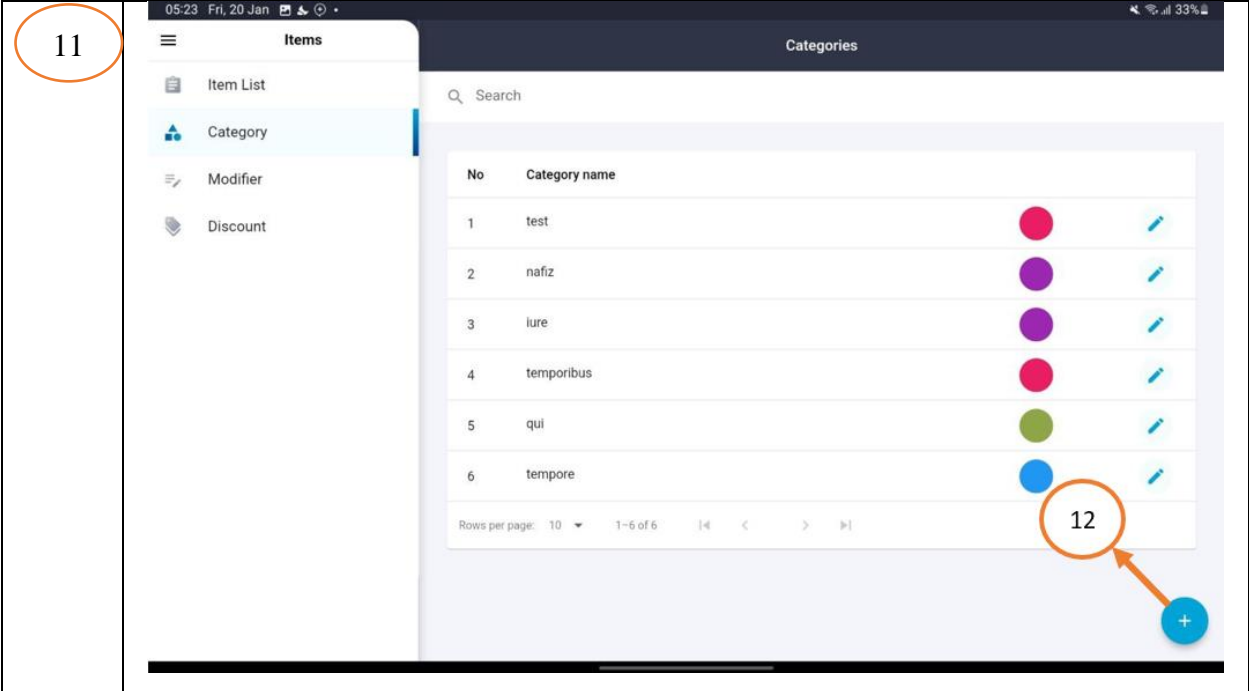 11
05:23 Fri, 20 Jan
33%
Items
Categories
Item List
Category
Modifier
Discount
Search
No Category name
1 test
2 nafiz
3 iure
4 temporibus
5 qui
6 tempore
Rows per page: 10 1-6 of 6
12
+